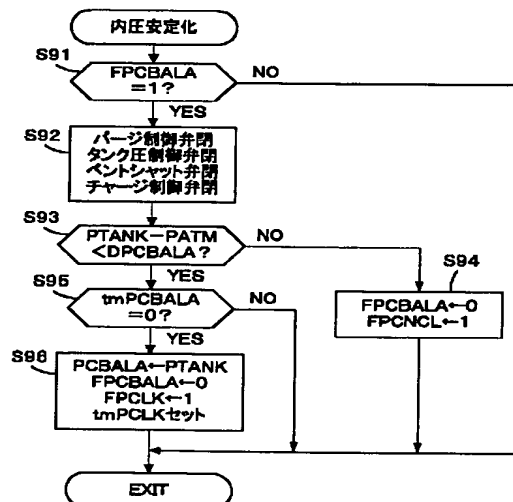 内圧安定化
S91
FPCBALA
=1?
NO
YES
S92
パージ制御弁閉
タンク圧制御弁閉
ベントシャット弁閉
チャージ制御弁閉
S93
PTANK−PATM
<DPCBALA?
NO
YES
S94
FPCBALA←0
FPCNCL←1
S95
tmPCBALA
=0?
NO
YES
S96
PCBALA←PTANK
FPCBALA←0
FPCLK←1
tmPCLKセット
EXIT